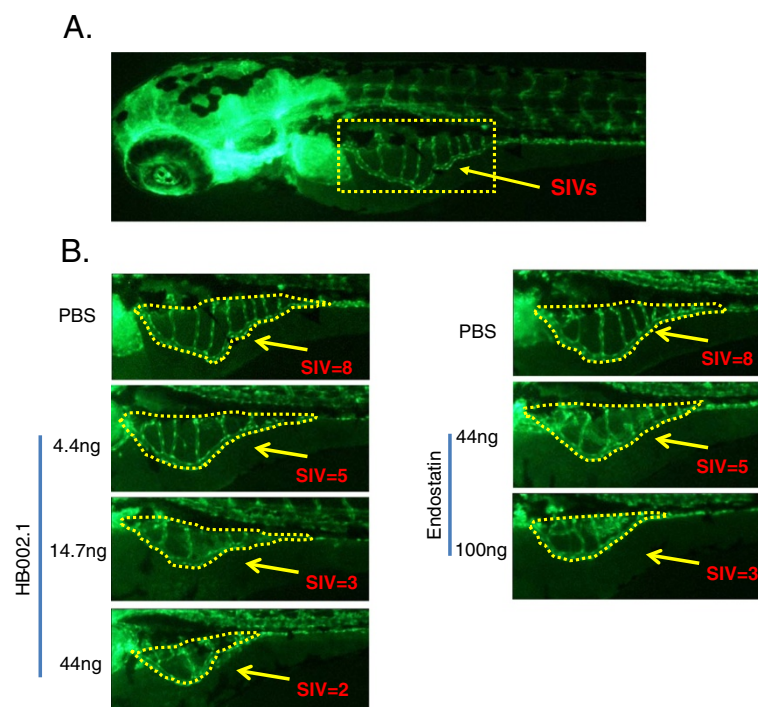 A.
SIVs
B.
PBS
SIV=8
4.4ng
SIV=5
14.7ng
SIV=3
44ng
SIV=2
HB002.1
PBS
SIV=8
44ng
SIV=5
100ng
SIV=3
Endostatin